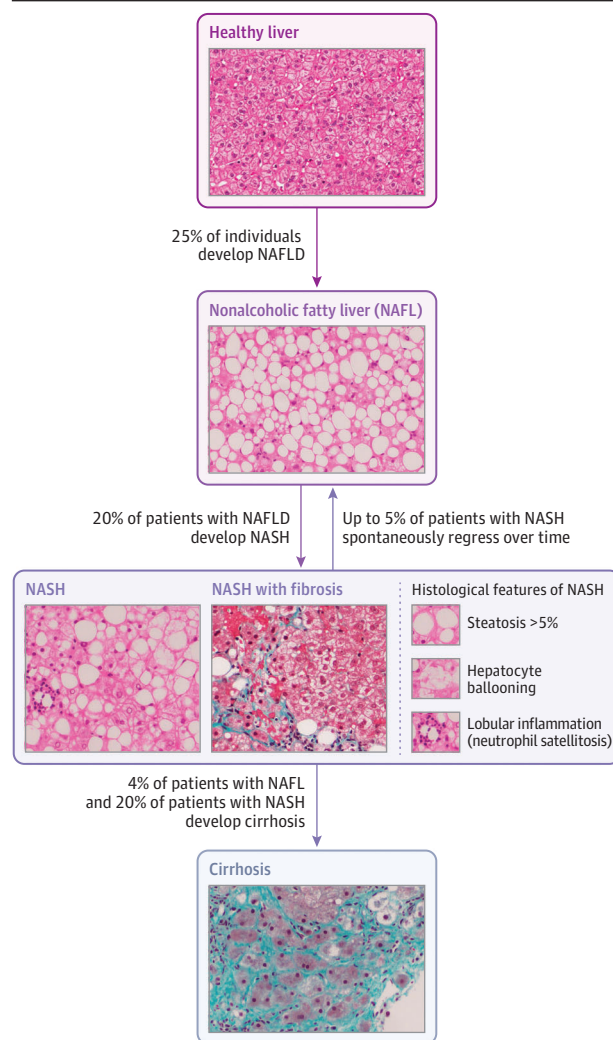 Healthy liver
25% of individuals
develop NAFLD
Nonalcoholic fatty liver (NAFL)
20% of patients with NAFLD
develop NASH
Up to 5% of patients with NASH
spontaneously regress over time
NASH
NASH with fibrosis
Histological features of NASH
Steatosis >5%
Hepatocyte
ballooning
Lobular inflammation
(neutrophil satellitosis)
4% of patients with NAFL
and 20% of patients with NASH
develop cirrhosis
Cirrhosis